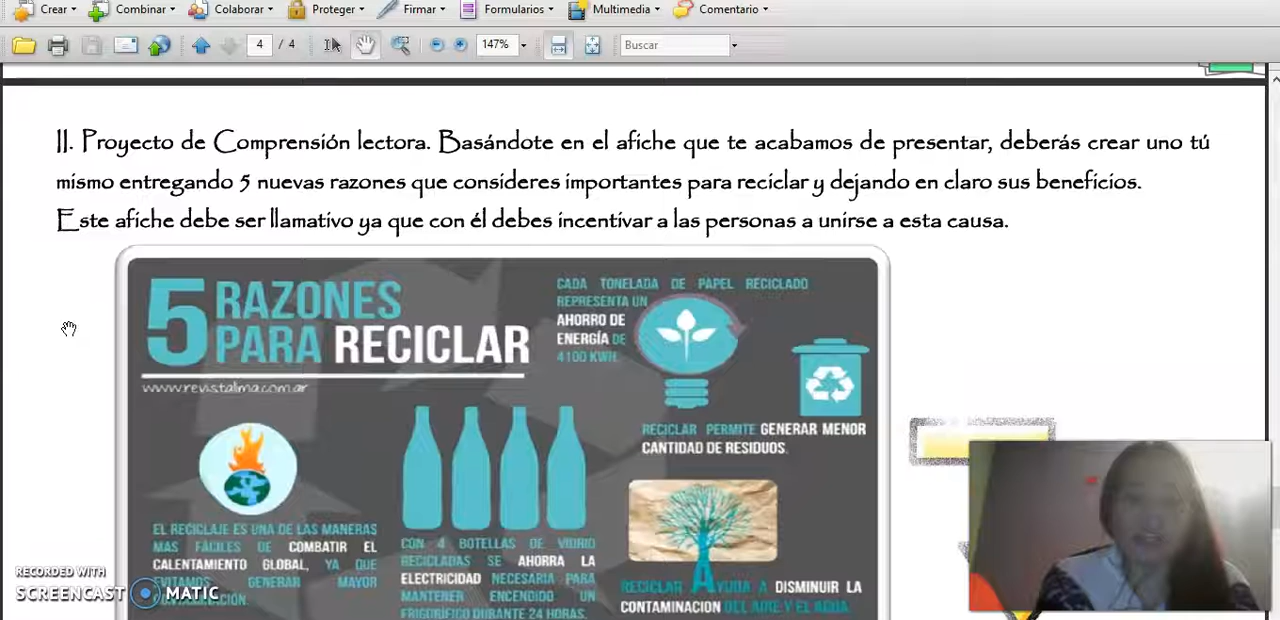 Crear Combinar Colaborar Proteger Firmar Formularios Multimedia Comentario
4 / 4 147% Buscar
II. Proyecto de Comprensión lectora. Basándote en el afiche que te acabamos de presentar, deberás crear uno tú
mismo entregando 5 nuevas razones que consideres importantes para reciclar y dejando en claro sus beneficios.
Este afiche debe ser llamativo ya que con él debes incentivar a las personas a unirse a esta causa.
5 RAZONES
PARA RECICLAR
www.revistalima.com.ar
CADA TONELADA DE PAPEL RECICLADO
REPRESENTA UN
AHORRO DE
ENERGÍA DE
4100 KWH.
RECICLAR PERMITE GENERAR MENOR
CANTIDAD DE RESIDUOS.
EL RECICLAJE ES UNA DE LAS MANERAS
MAS FÁCILES DE COMBATIR EL
CALENTAMIENTO GLOBAL, YA QUE
EVITAMOS GENERAR MAYOR
CONTAMINACIÓN.
CON 4 BOTELLAS DE VIDRIO
RECICLADAS SE AHORRA LA
ELECTRICIDAD NECESARIA PARA
MANTENER ENCENDIDO UN
FRIGORÍFICO DURANTE 24 HORAS.
RECICLAR AYUDA A DISMINUIR LA
CONTAMINACION DEL AIRE Y EL AGUA
RECORDED WITH
SCREENCAST MATIC